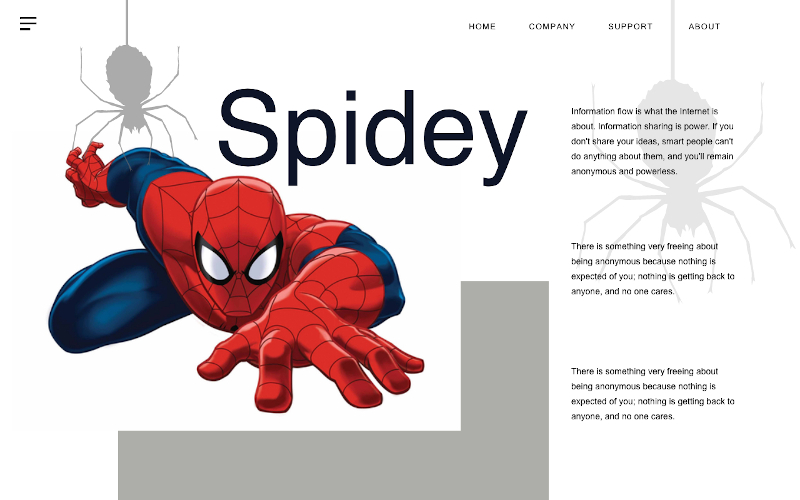 HOME COMPANY SUPPORT ABOUT
Spidey
Information flow is what the Internet is
about. Information sharing is power. If you
don't share your ideas, smart people can't
do anything about them, and you'll remain
anonymous and powerless.
There is something very freeing about
being anonymous because nothing is
expected of you; nothing is getting back to
anyone, and no one cares.
There is something very freeing about
being anonymous because nothing is
expected of you; nothing is getting back to
anyone, and no one cares.